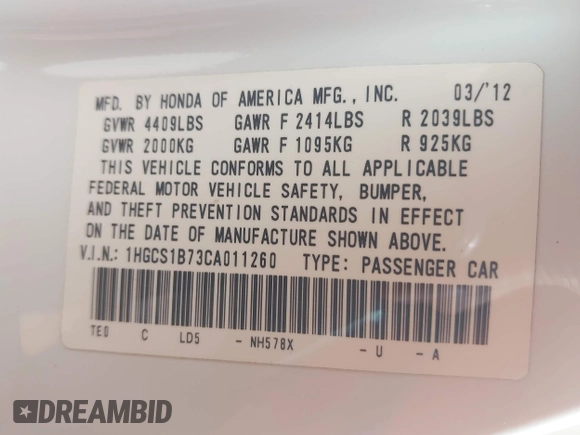 MFD. BY HONDA OF AMERICA MFG., INC. 03/'12
GVWR 4409LBS GAWR F 2414LBS R 2039LBS
GVWR 2000KG GAWR F 1095KG R 925KG
THIS VEHICLE CONFORMS TO ALL APPLICABLE
FEDERAL MOTOR VEHICLE SAFETY, BUMPER,
AND THEFT PREVENTION STANDARDS IN EFFECT
ON THE DATE OF MANUFACTURE SHOWN ABOVE.
V.I.N.: 1HGCS1B73CA011260 TYPE: PASSENGER CAR
TE0 C LD5 - NH578X - U - A
DREAMBID